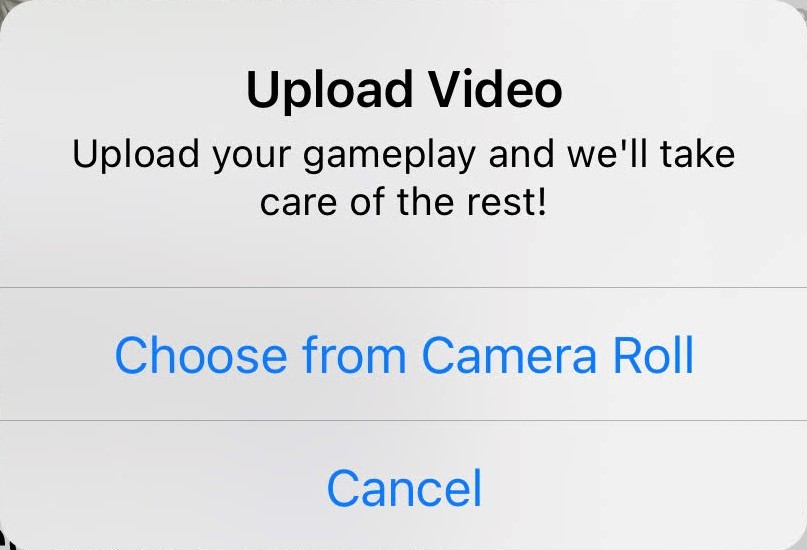 Upload Video
Upload your gameplay and we'll take
care of the rest!
Choose from Camera Roll
Cancel